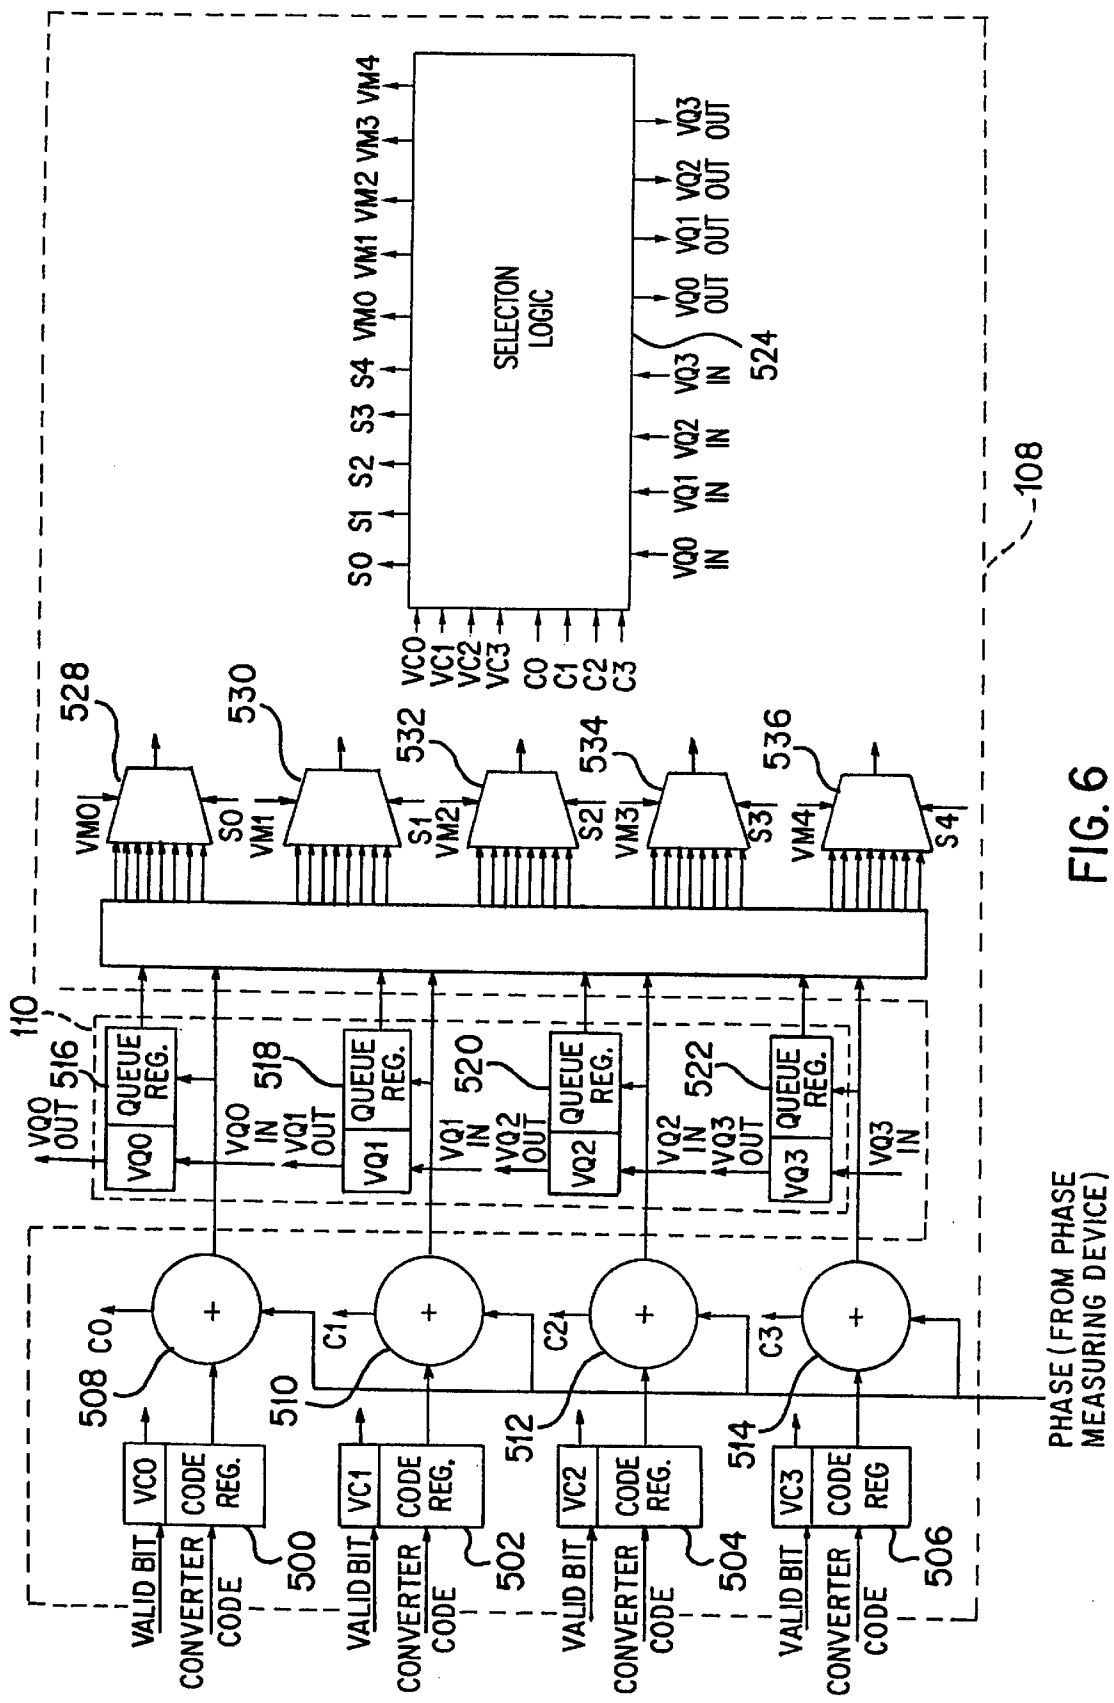 VALID BIT
CONVERTER
CODE
VC0
CODE
REG.
500
508
C0
VQ0
OUT
516
110
VQ0
QUEUE
REG.
VQ0
IN
VM0
528
S0
VALID BIT
CONVERTER
CODE
VC1
CODE
REG.
502
510
C1
VQ1
OUT
518
VQ1
QUEUE
REG.
VQ1
IN
VM1
530
S1
VALID BIT
CONVERTER
CODE
VC2
CODE
REG.
504
512
C2
VQ2
OUT
520
VQ2
QUEUE
REG.
VQ2
IN
VM2
532
S2
VALID BIT
CONVERTER
CODE
VC3
CODE
REG
506
514
C3
VQ3
OUT
522
VQ3
QUEUE
REG.
VQ3
IN
VM3
534
S3
VM4
536
S4
+
+
+
+
PHASE (FROM PHASE
MEASURING DEVICE)
S0 S1 S2 S3 S4 VM0 VM1 VM2 VM3 VM4
VC0
VC1
VC2
VC3
C0
C1
C2
C3
SELECTON
LOGIC
VQ0 VQ1 VQ2 VQ3 VQ0 VQ1 VQ2 VQ3
IN IN IN IN OUT OUT OUT OUT
524
108
FIG. 6